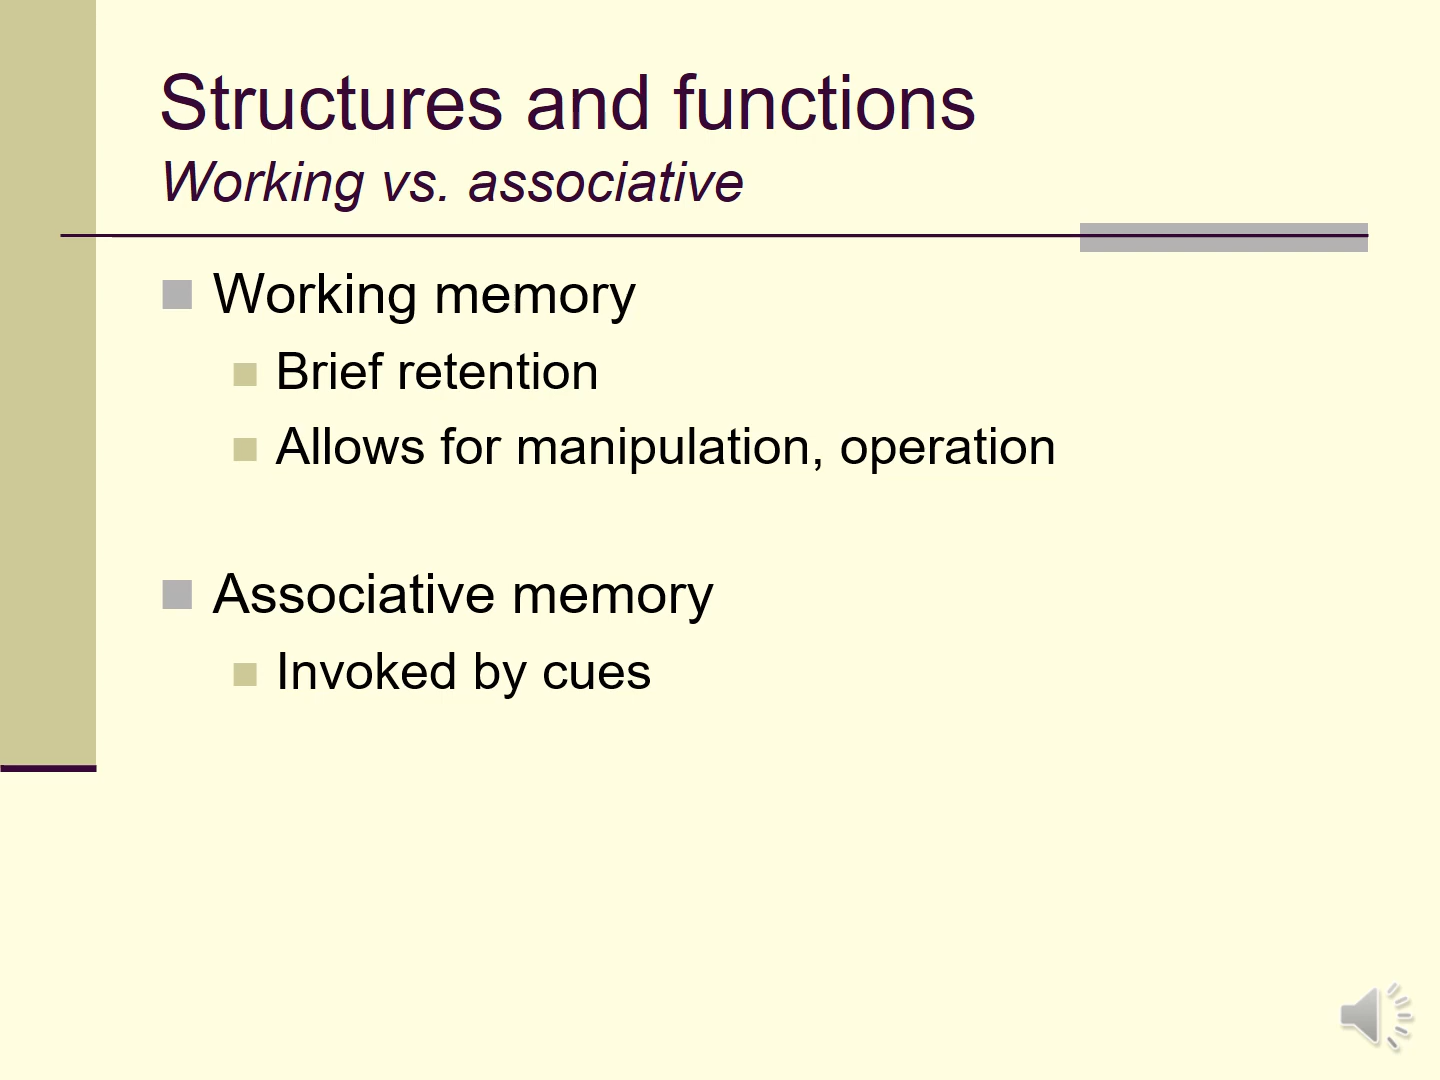 Structures and functions
Working vs. associative
Working memory
Brief retention
Allows for manipulation, operation
Associative memory
Invoked by cues